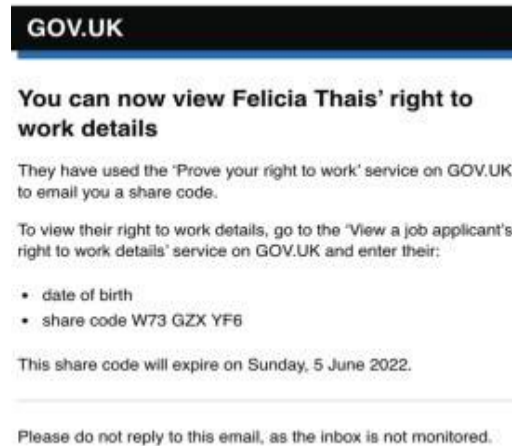 GOV.UK
You can now view Felicia Thais' right to
work details
They have used the 'Prove your right to work' service on GOV.UK
to email you a share code.
To view their right to work details, go to the 'View a job applicant's
right to work details' service on GOV.UK and enter their:
• date of birth
• share code W73 GZX YF6
This share code will expire on Sunday, 5 June 2022.
Please do not reply to this email, as the inbox is not monitored.